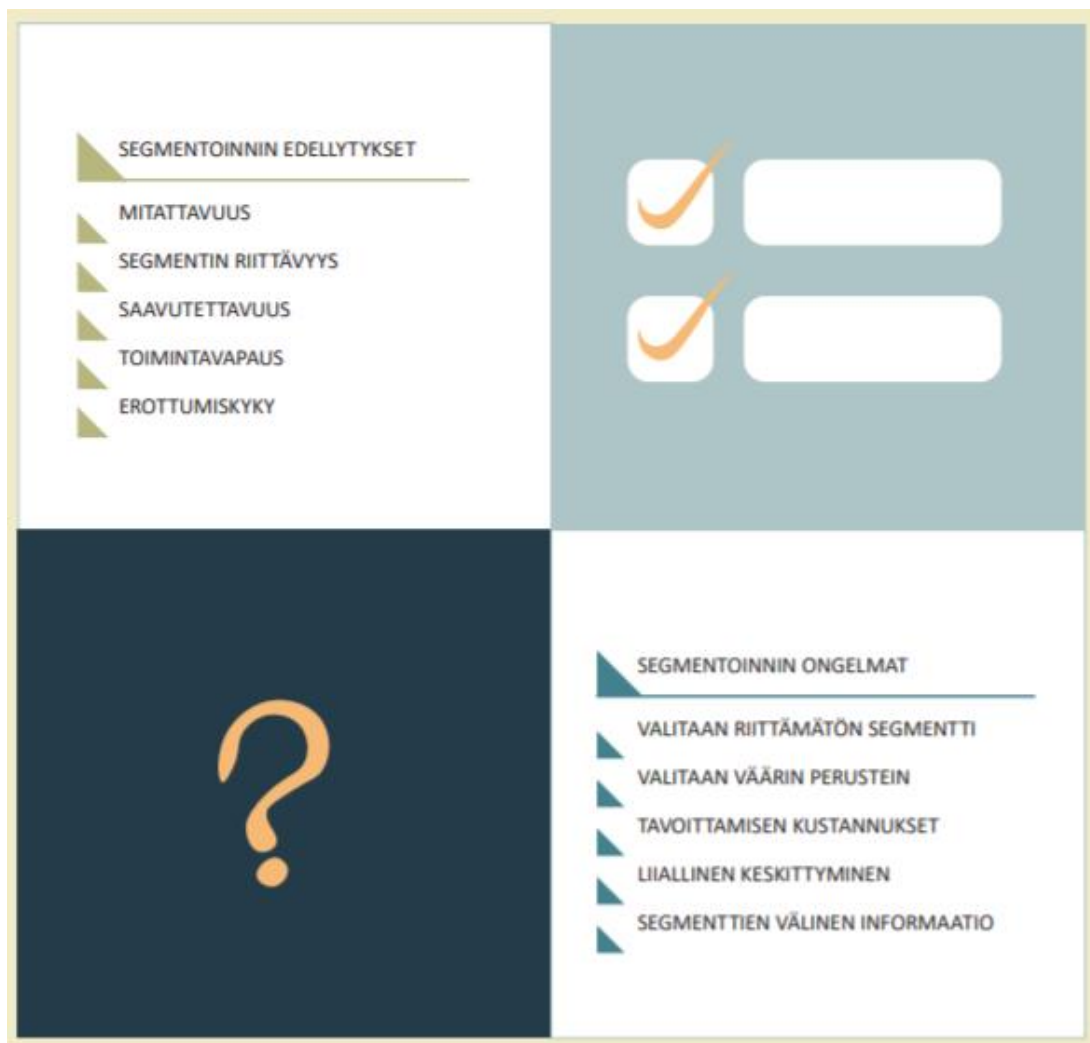 SEGMENTOINNIN EDELLYTYKSET
MITATTAVUUS
SEGMENTIN RIITTÄVYYS
SAAVUTETTAVUUS
TOIMINTAVAPAUS
EROTTUMISKYKY
?
SEGMENTOINNIN ONGELMAT
VALITAAN RIITTÄMÄTÖN SEGMENTTI
VALITAAN VÄÄRIN PERUSTEIN
TAVOITTAMISEN KUSTANNUKSET
LIIALLINEN KESKITTYMINEN
SEGMENTTIEN VÄLINEN INFORMAATIO